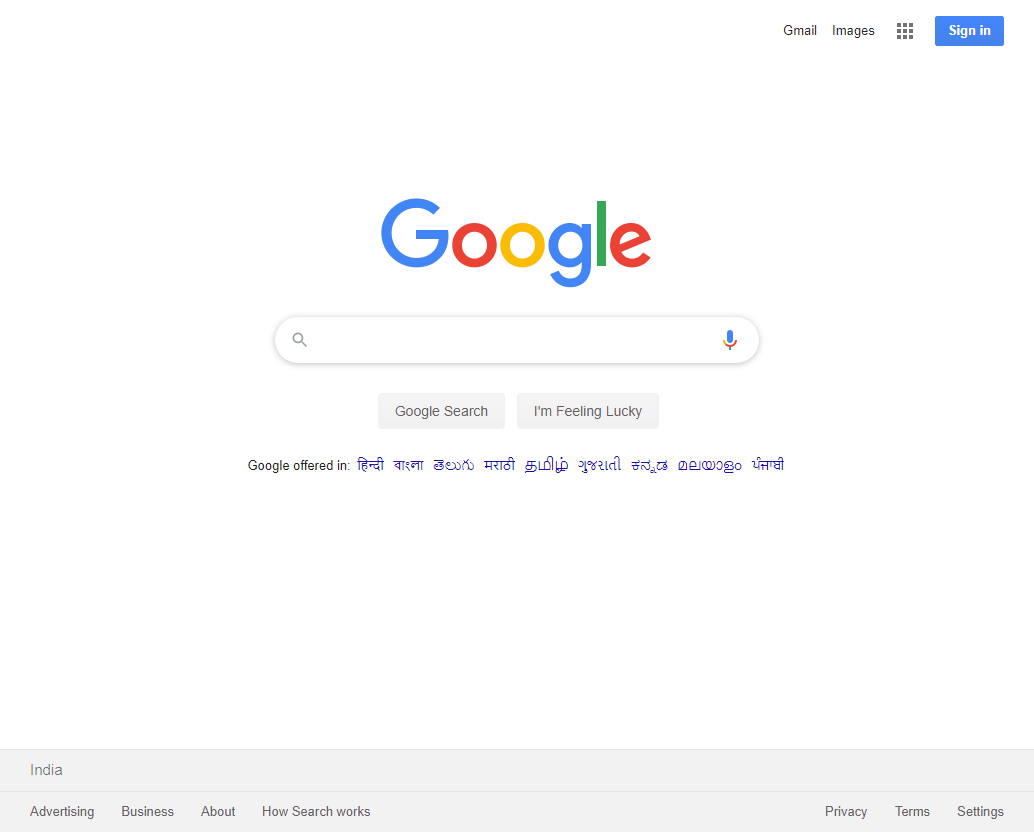 Gmail Images Sign in
Google
Google Search I'm Feeling Lucky
Google offered in: हिन्दी বাংলা తెలుగు मराठी தமிழ் ગુજરાતી ಕನ್ನಡ മലയാളം ਪੰਜਾਬੀ
India
Advertising Business About How Search works Privacy Terms Settings